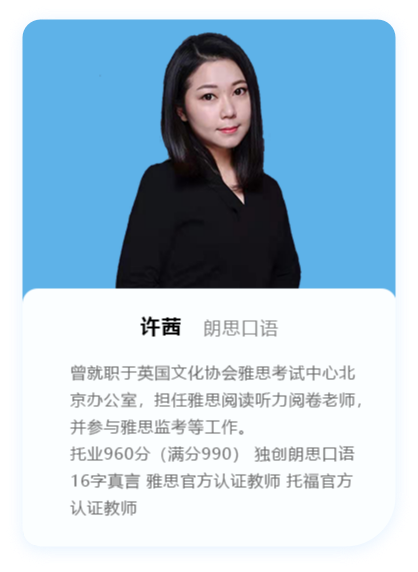 许茜 朗思口语
曾就职于英国文化协会雅思考试中心北
京办公室，担任雅思阅读听力阅卷老师，
并参与雅思监考等工作。
托业960分（满分990） 独创朗思口语
16字真言 雅思官方认证教师 托福官方
认证教师